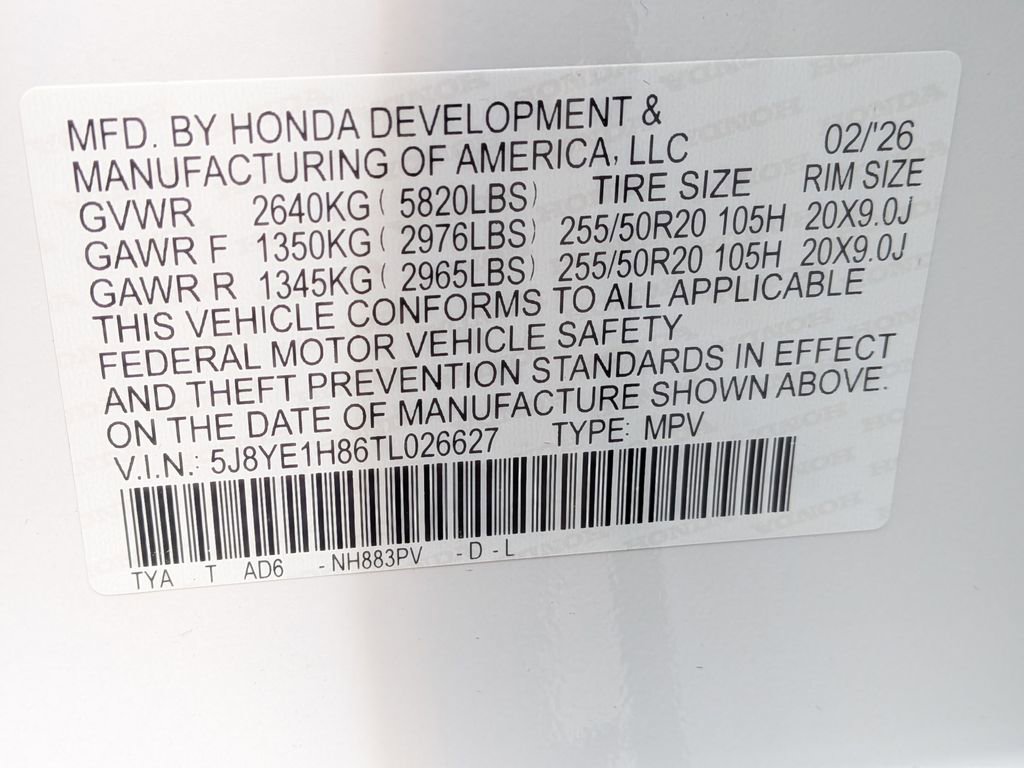 MFD. BY HONDA DEVELOPMENT &
MANUFACTURING OF AMERICA, LLC 02/'26
GVWR 2640KG ( 5820LBS) TIRE SIZE RIM SIZE
GAWR F 1350KG ( 2976LBS) 255/50R20 105H 20X9.0J
GAWR R 1345KG ( 2965LBS) 255/50R20 105H 20X9.0J
THIS VEHICLE CONFORMS TO ALL APPLICABLE
FEDERAL MOTOR VEHICLE SAFETY
AND THEFT PREVENTION STANDARDS IN EFFECT
ON THE DATE OF MANUFACTURE SHOWN ABOVE.
V.I.N.: 5J8YE1H86TL026627 TYPE: MPV
TYA T AD6 -NH883PV -D-L